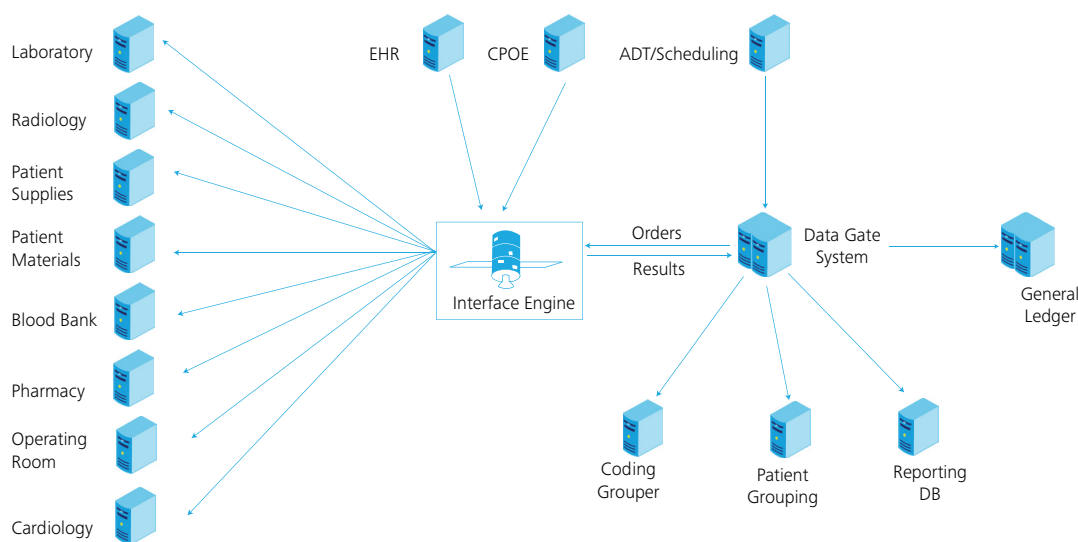 Laboratory
Radiology
Patient
Supplies
Patient
Materials
Blood Bank
Pharmacy
Operating
Room
Cardiology
EHR
CPOE
ADT/Scheduling
Interface Engine
Orders
Results
Data Gate
System
General
Ledger
Coding
Grouper
Patient
Grouping
Reporting
DB